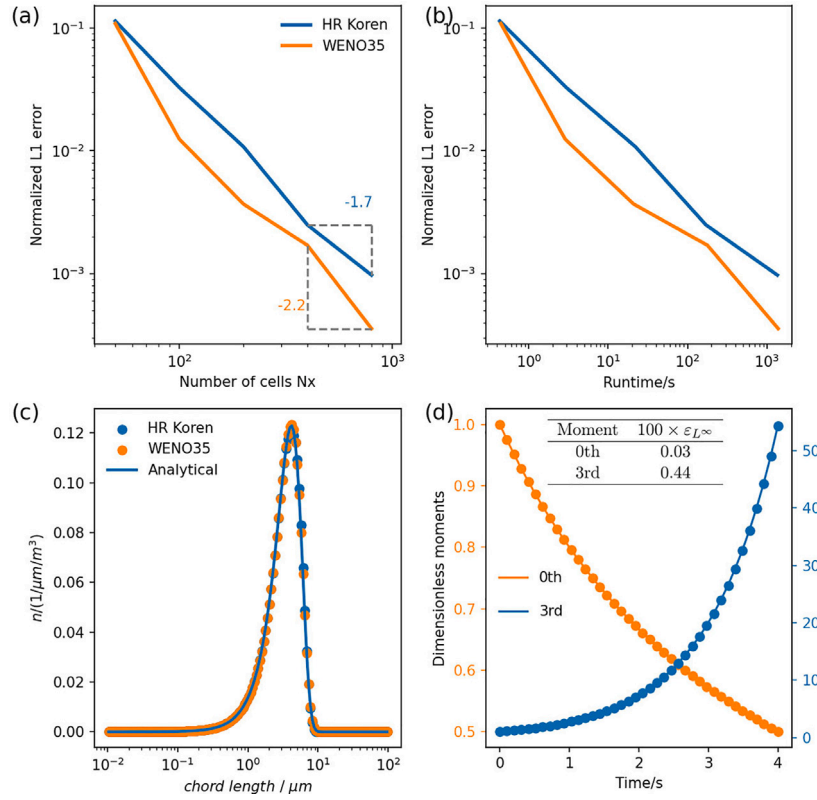 (a)
10⁻¹
10⁻²
10⁻³
Normalized L1 error
HR Koren
WENO35
-1.7
-2.2
10²
10³
Number of cells Nx
(b)
10⁻¹
10⁻²
10⁻³
Normalized L1 error
10⁰
10¹
10²
10³
Runtime/s
(c)
0.12
0.10
0.08
0.06
0.04
0.02
0.00
n/(1/μm/m³)
HR Koren
WENO35
Analytical
10⁻²
10⁻¹
10⁰
10¹
10²
chord length / μm
(d)
1.0
0.9
0.8
0.7
0.6
0.5
Dimensionless moments
Moment 100 × ε_L∞
0th 0.03
3rd 0.44
0th
3rd
50
30
20
10
0
0 1 2 3 4
Time/s